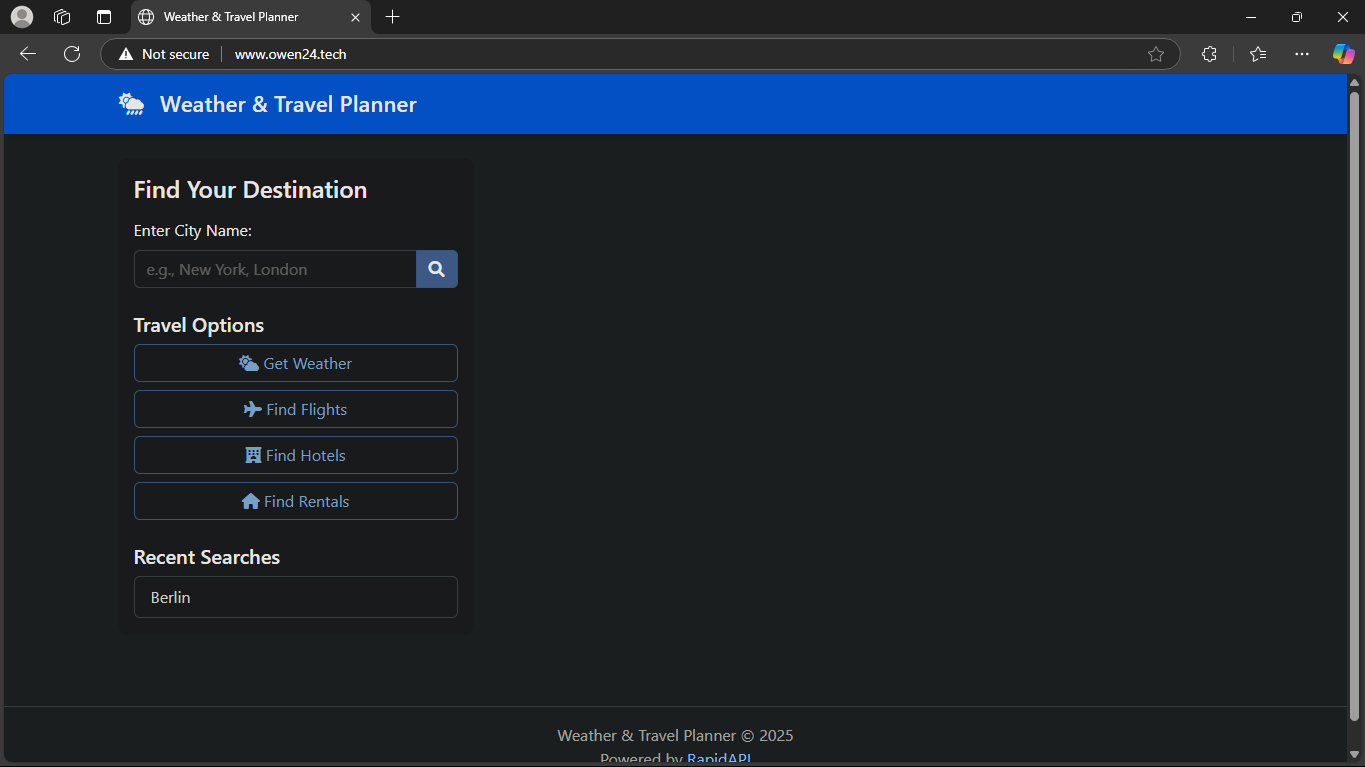 Weather & Travel Planner
Not secure
www.owen24.tech
Weather & Travel Planner
Find Your Destination
Enter City Name:
e.g., New York, London
Travel Options
Get Weather
Find Flights
Find Hotels
Find Rentals
Recent Searches
Berlin
Weather & Travel Planner © 2025
Powered by RapidAPI